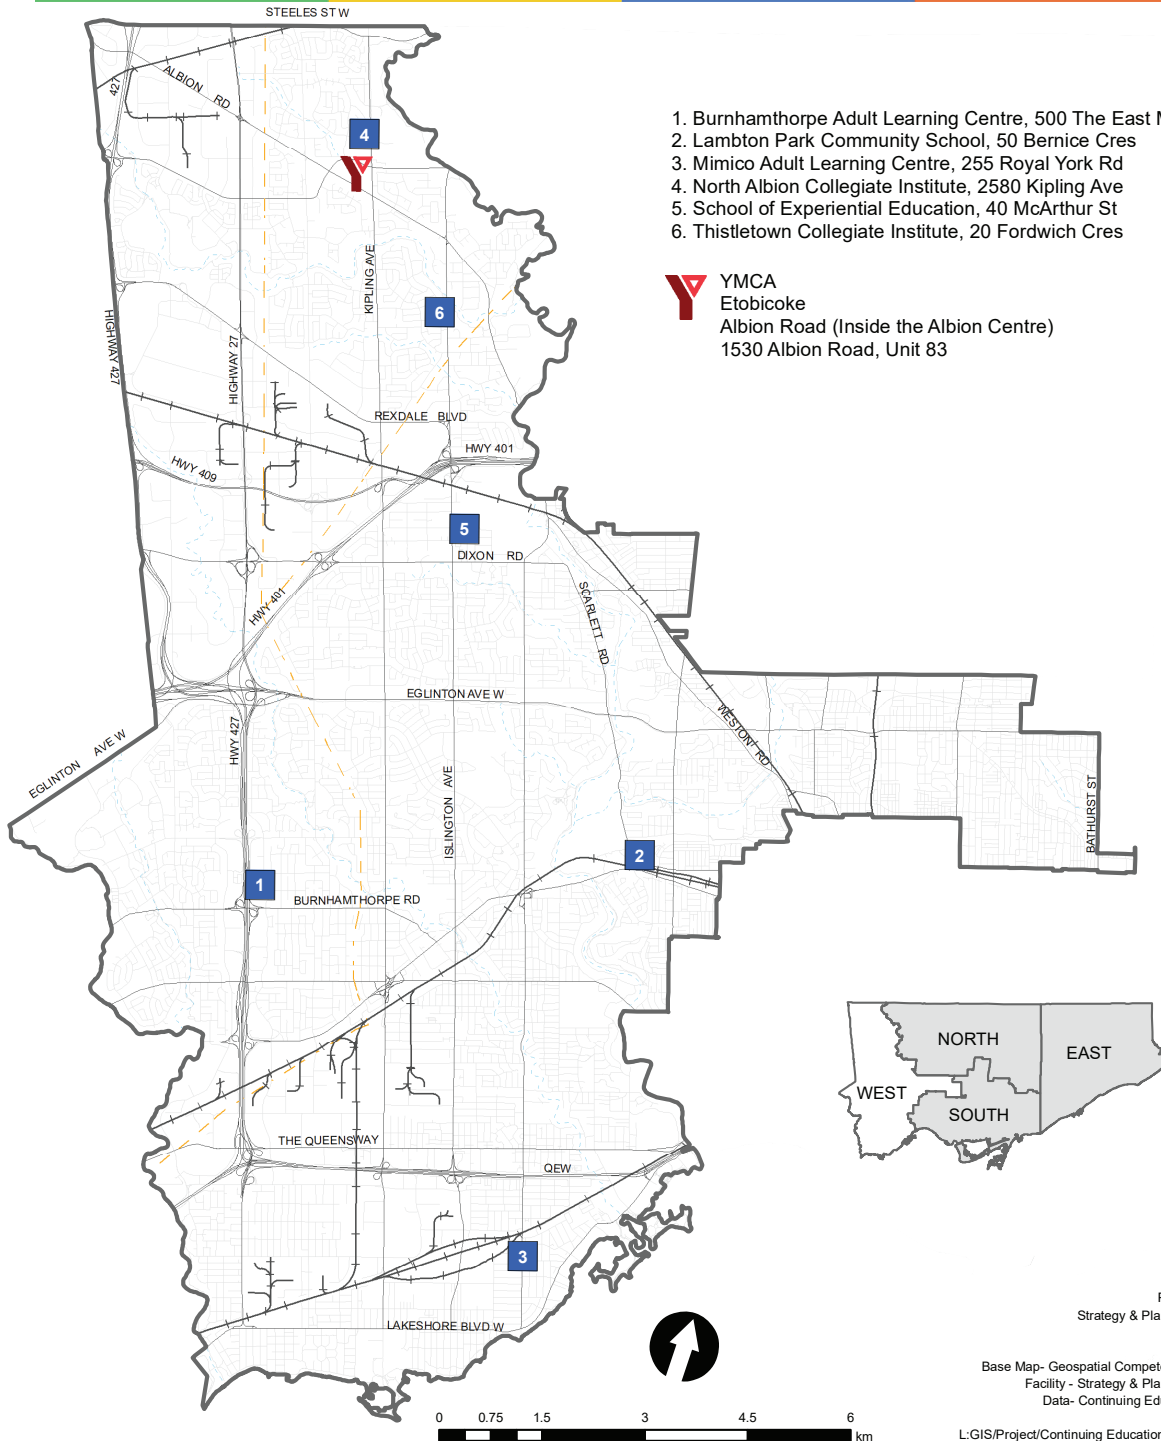 STEELES ST W
427
ALBION RD
4
1. Burnhamthorpe Adult Learning Centre, 500 The East
2. Lambton Park Community School, 50 Bernice Cres
3. Mimico Adult Learning Centre, 255 Royal York Rd
4. North Albion Collegiate Institute, 2580 Kipling Ave
5. School of Experiential Education, 40 McArthur St
6. Thistletown Collegiate Institute, 20 Fordwich Cres
YMCA
Etobicoke
Albion Road (Inside the Albion Centre)
1530 Albion Road, Unit 83
KIPLING AVE
6
HIGHWAY 427
HIGHWAY 27
REXDALE BLVD
HWY 401
HWY 409
5
DIXON RD
HWY 401
SCARLETT RD
EGLINTON AVE W
WESTON RD
HWY 427
EGLINTON AVE W
ISLINGTON AVE
BATHURST ST
2
1
BURNHAMTHORPE RD
NORTH
EAST
WEST
SOUTH
THE QUEENSWAY
QEW
3
LAKESHORE BLVD W
Strategy & Pla
Base Map- Geospatial Compet
Facility - Strategy & Pla
Data- Continuing Ed
0 0.75 1.5 3 4.5 6
km
L:GIS/Project/Continuing Education